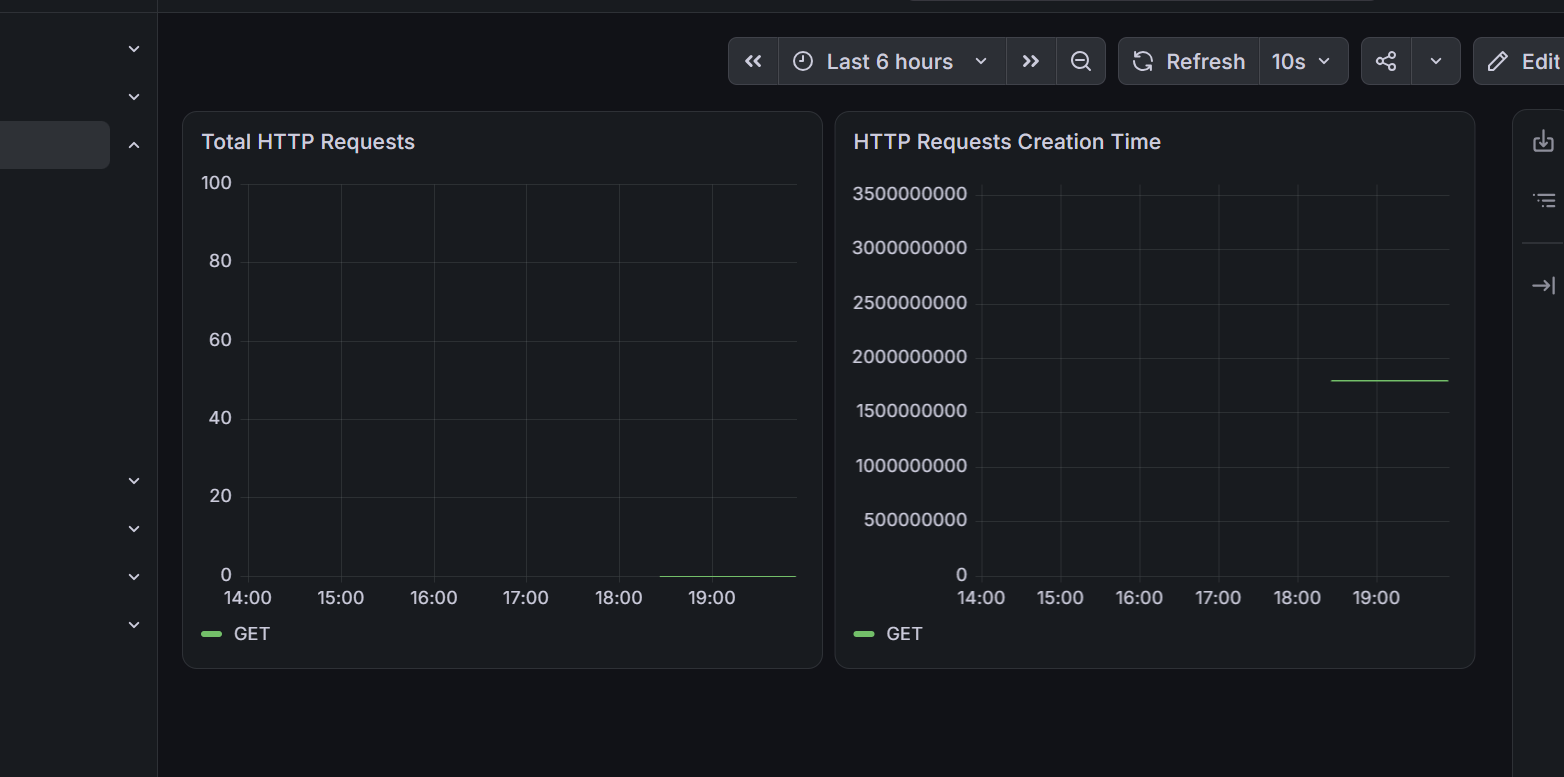 Last 6 hours Refresh 10s Edit
Total HTTP Requests
100
80
60
40
20
0
14:00 15:00 16:00 17:00 18:00 19:00
GET
HTTP Requests Creation Time
3500000000
3000000000
2500000000
2000000000
1500000000
1000000000
500000000
0
14:00 15:00 16:00 17:00 18:00 19:00
GET